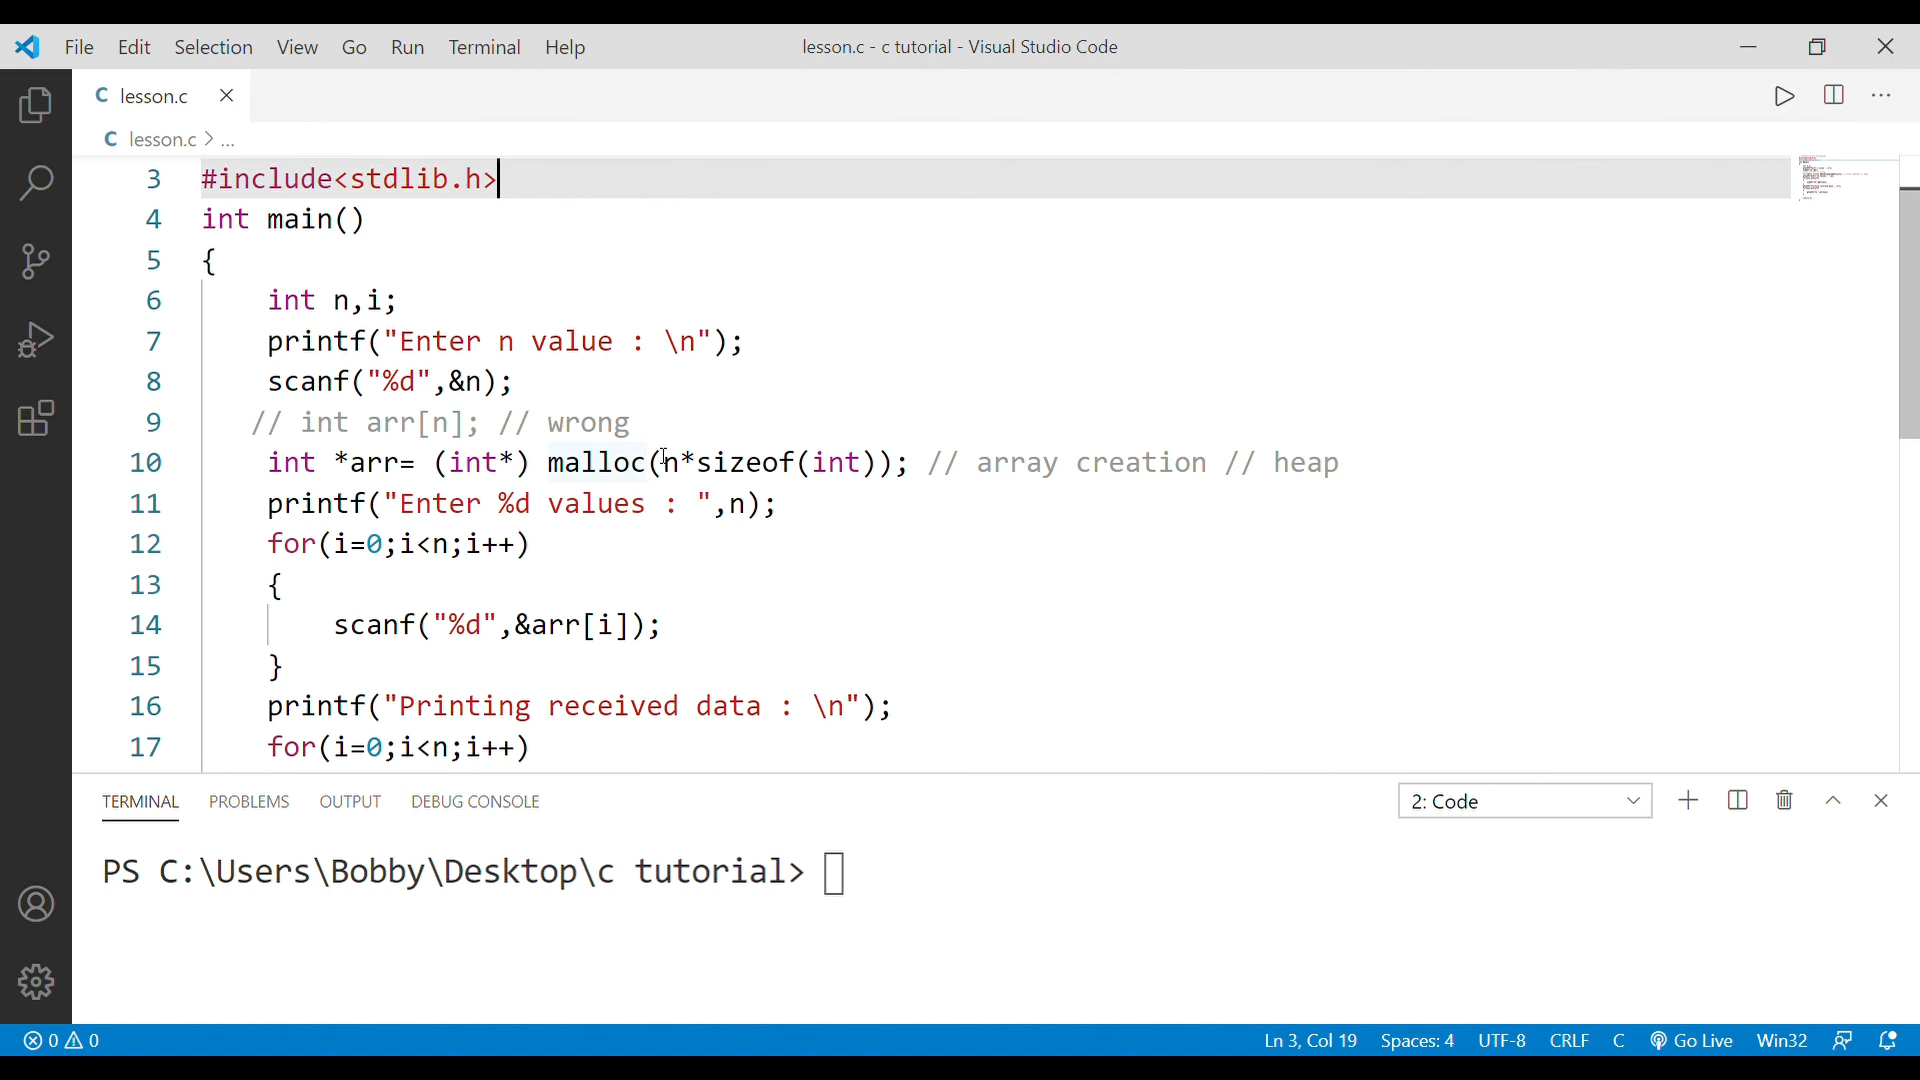 File Edit Selection View Go Run Terminal Help lesson.c - c tutorial - Visual Studio Code
C lesson.c
C lesson.c > ...
3 #include<stdlib.h>
4 int main()
5 {
6 int n,i;
7 printf("Enter n value : \n");
8 scanf("%d",&n);
9 // int arr[n]; // wrong
10 int *arr= (int*) malloc(n*sizeof(int)); // array creation // heap
11 printf("Enter %d values : ",n);
12 for(i=0;i<n;i++)
13 {
14 scanf("%d",&arr[i]);
15 }
16 printf("Printing received data : \n");
17 for(i=0;i<n;i++)
TERMINAL PROBLEMS OUTPUT DEBUG CONSOLE 2: Code
PS C:\Users\Bobby\Desktop\c tutorial>
0 0 Ln 3, Col 19 Spaces: 4 UTF-8 CRLF C Go Live Win32